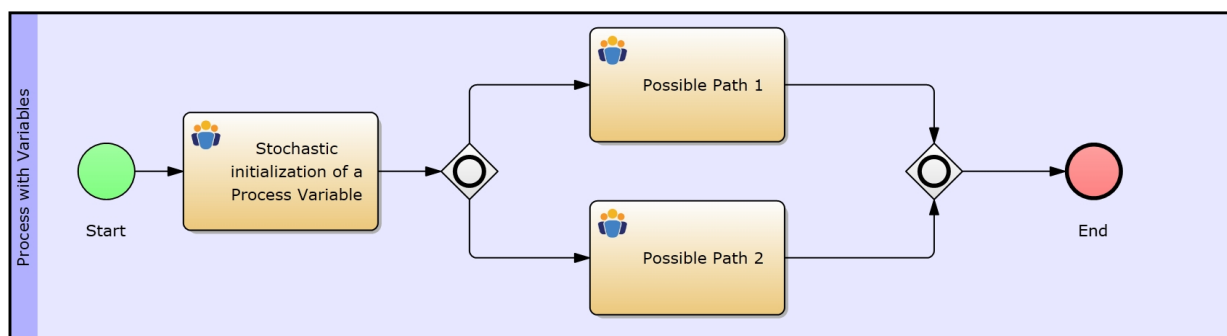 Process with Variables
Start
Stochastic
initialization of a
Process Variable
Possible Path 1
Possible Path 2
End